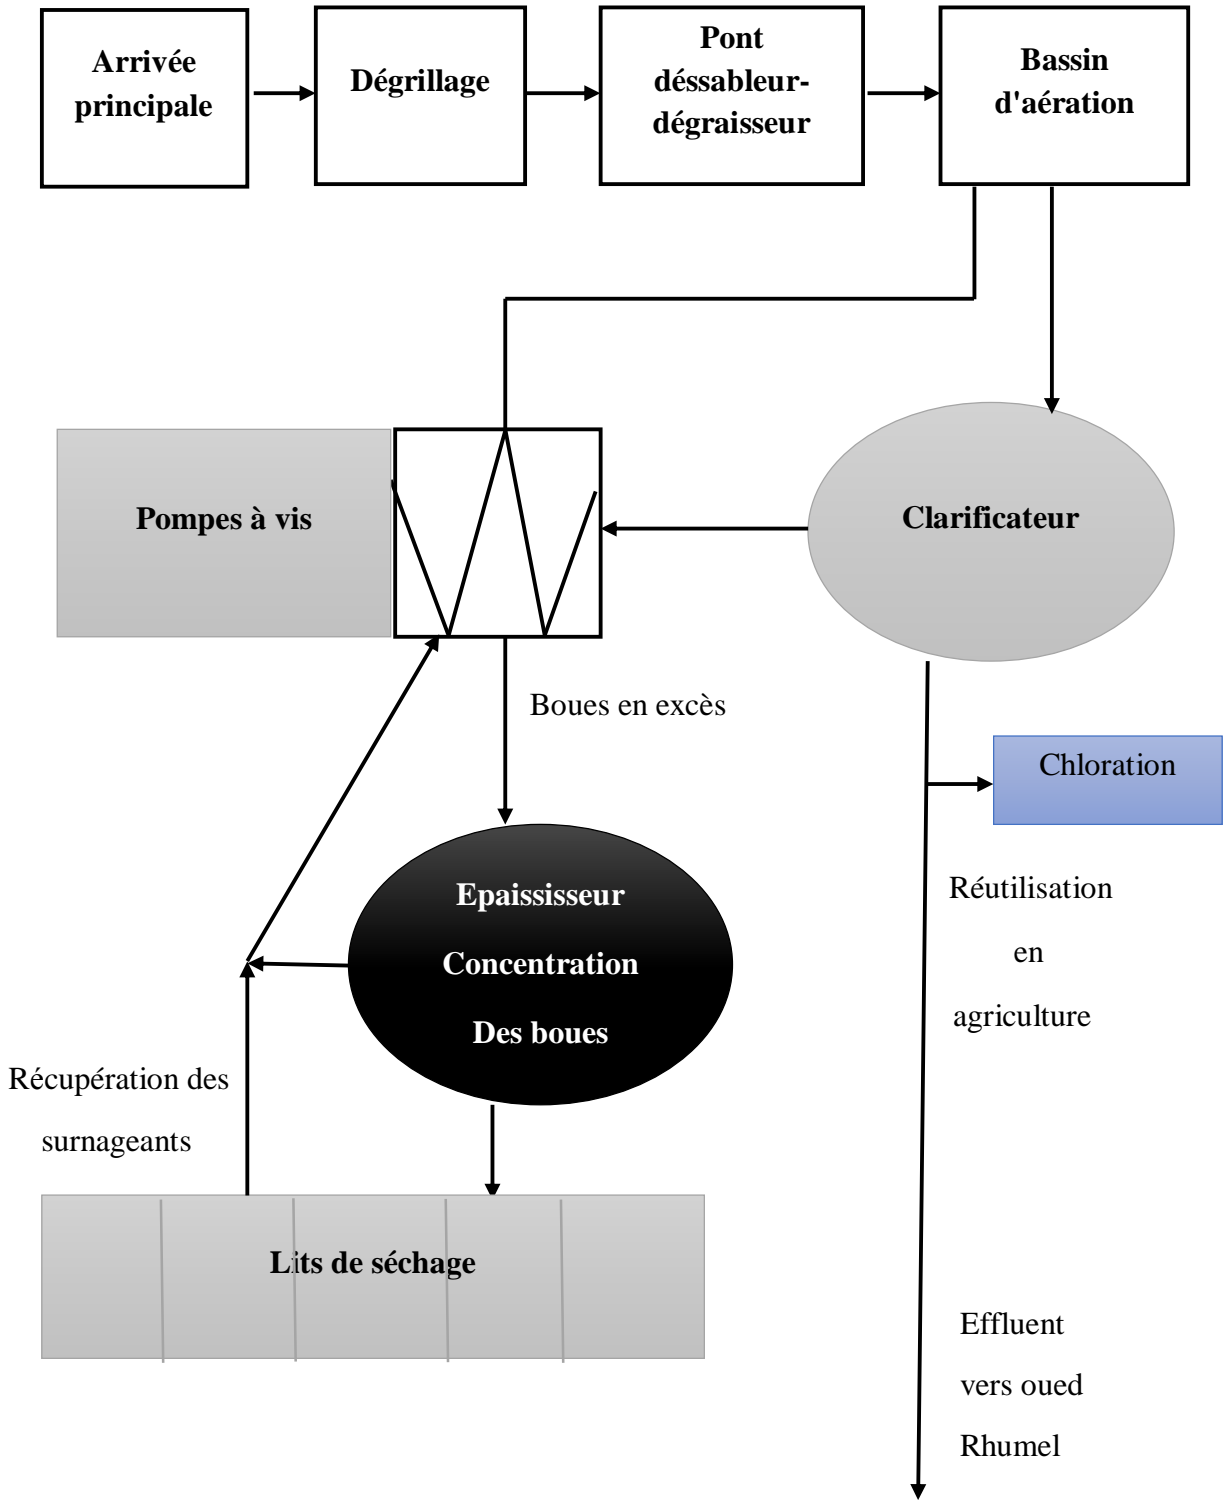 Arrivée
principale
Dégrillage
Pont
déssableur-
dégraisseur
Bassin
d'aération
Pompes à vis
Clarificateur
Boues en excès
Chloration
Epaississeur
Concentration
Des boues
Réutilisation
en
agriculture
Récupération des
surnageants
Lits de séchage
Effluent
vers oued
Rhumel